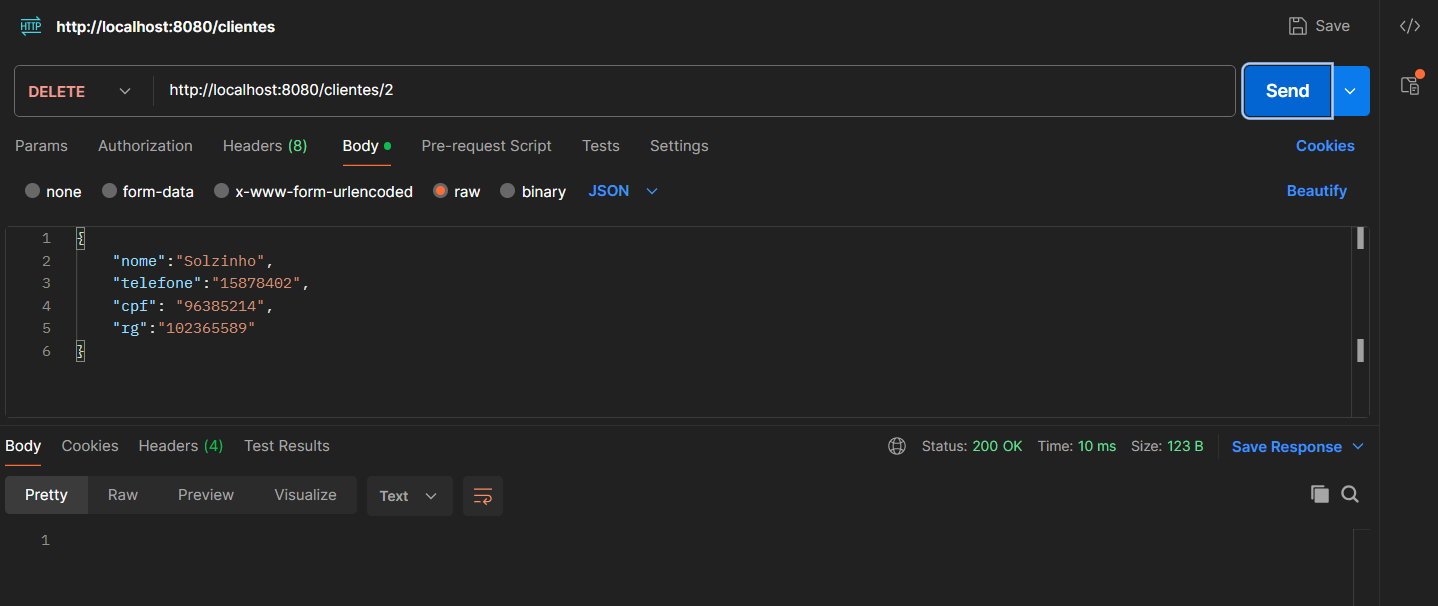 HTTP http://localhost:8080/clientes Save </>
DELETE http://localhost:8080/clientes/2 Send
Params Authorization Headers (8) Body Pre-request Script Tests Settings Cookies
none form-data x-www-form-urlencoded raw binary JSON Beautify
1 {
2 "nome":"Solzinho",
3 "telefone":"15878402",
4 "cpf": "96385214",
5 "rg":"102365589"
6 }
Body Cookies Headers (4) Test Results Status: 200 OK Time: 10 ms Size: 123 B Save Response
Pretty Raw Preview Visualize Text
1